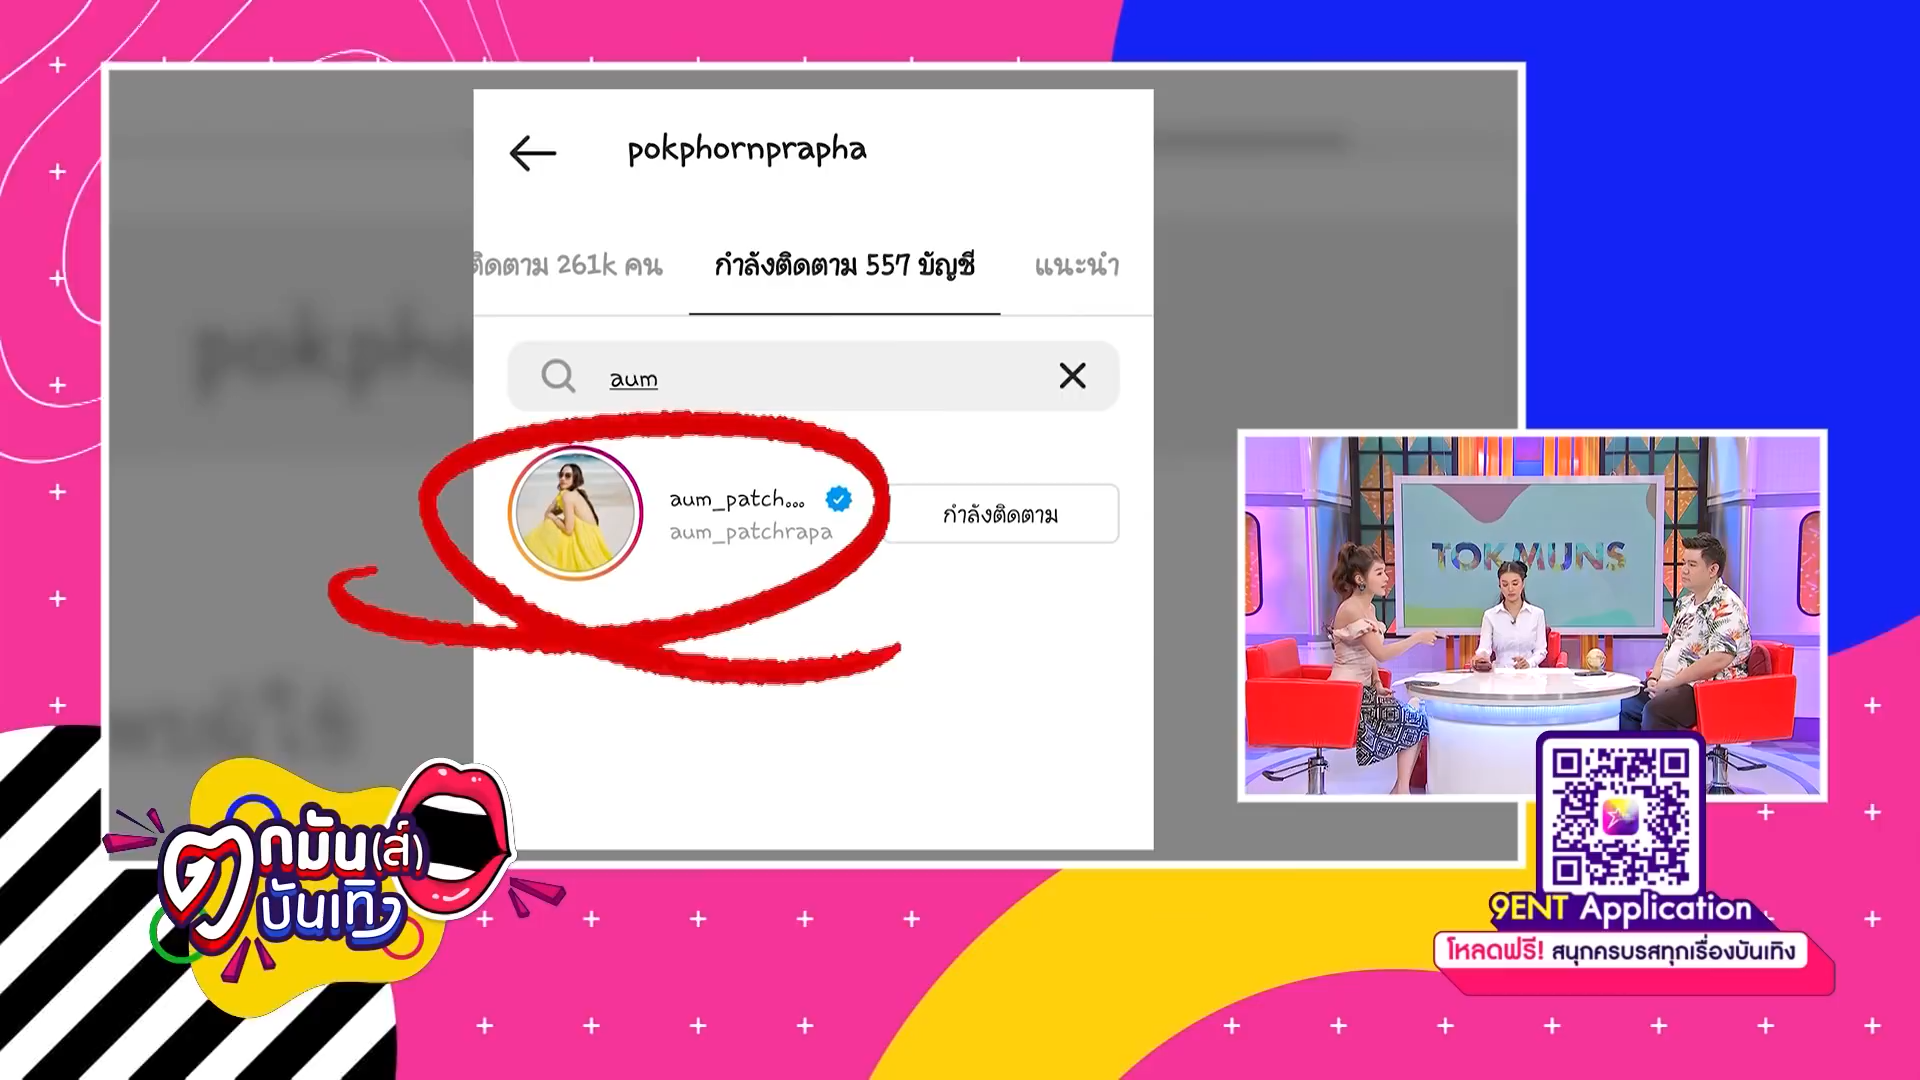 pokphornprapha
ติดตาม 261k คน กำลังติดตาม 557 บัญชี แนะนำ
aum
aum_patch...
aum_patchrapa
กำลังติดตาม
TOKMUNS
ตกมัน(ส์)
บันเทิง
9ENT Application
โหลดฟรี! สนุกครบรสทุกเรื่องบันเทิง